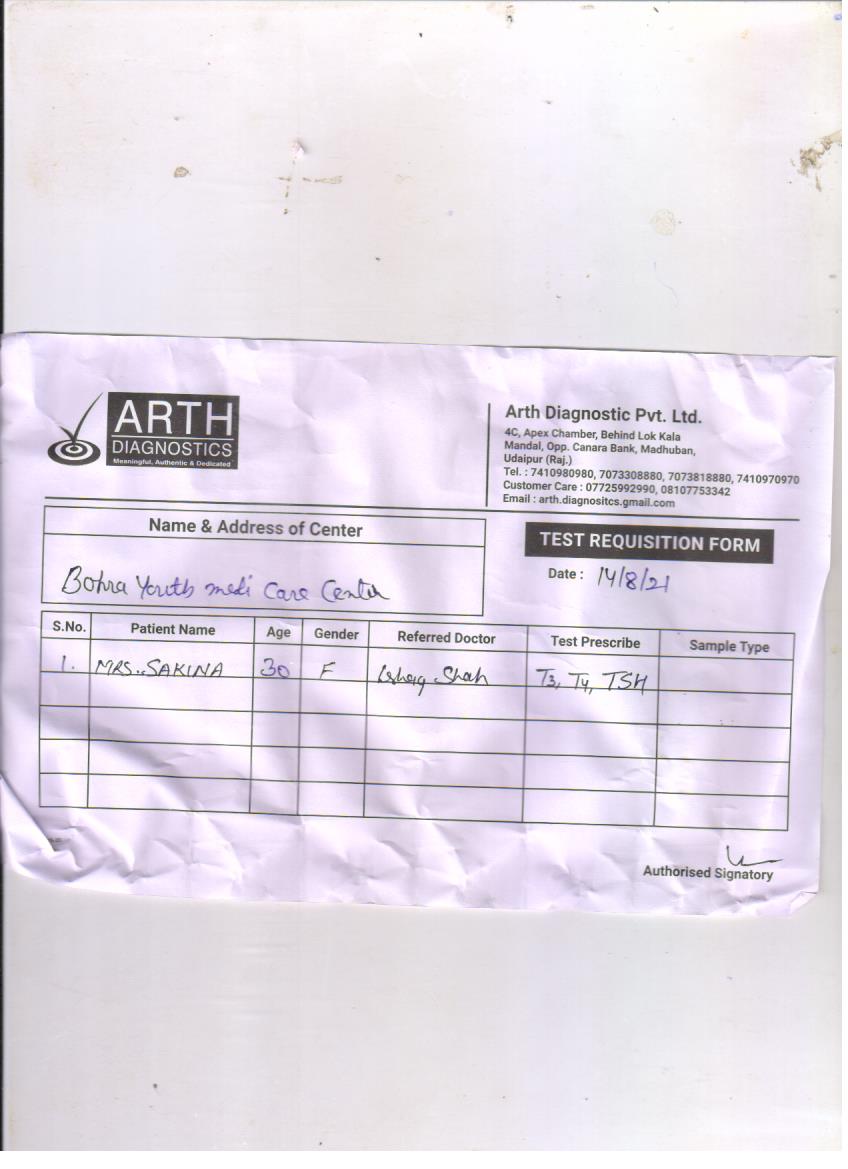 ARTH
DIAGNOSTICS
Meaningful, Authentic & Dedicated
Arth Diagnostic Pvt. Ltd.
4C, Apex Chamber, Behind Lok Kala
Mandal, Opp. Canara Bank, Madhuban,
Udaipur (Raj.)
Tel. : 7410980980, 7073308880, 7073818880, 7410970970
Customer Care : 07725992990, 08107753342
Email : arth.diagnositcs.gmail.com
Name & Address of Center
Bohra Youth medi Care Center
TEST REQUISITION FORM
Date : 14/8/21
S.No. Patient Name Age Gender Referred Doctor Test Prescribe Sample Type
1. MRS. SAKINA 30 F Shah T3, T4, TSH
Authorised Signatory